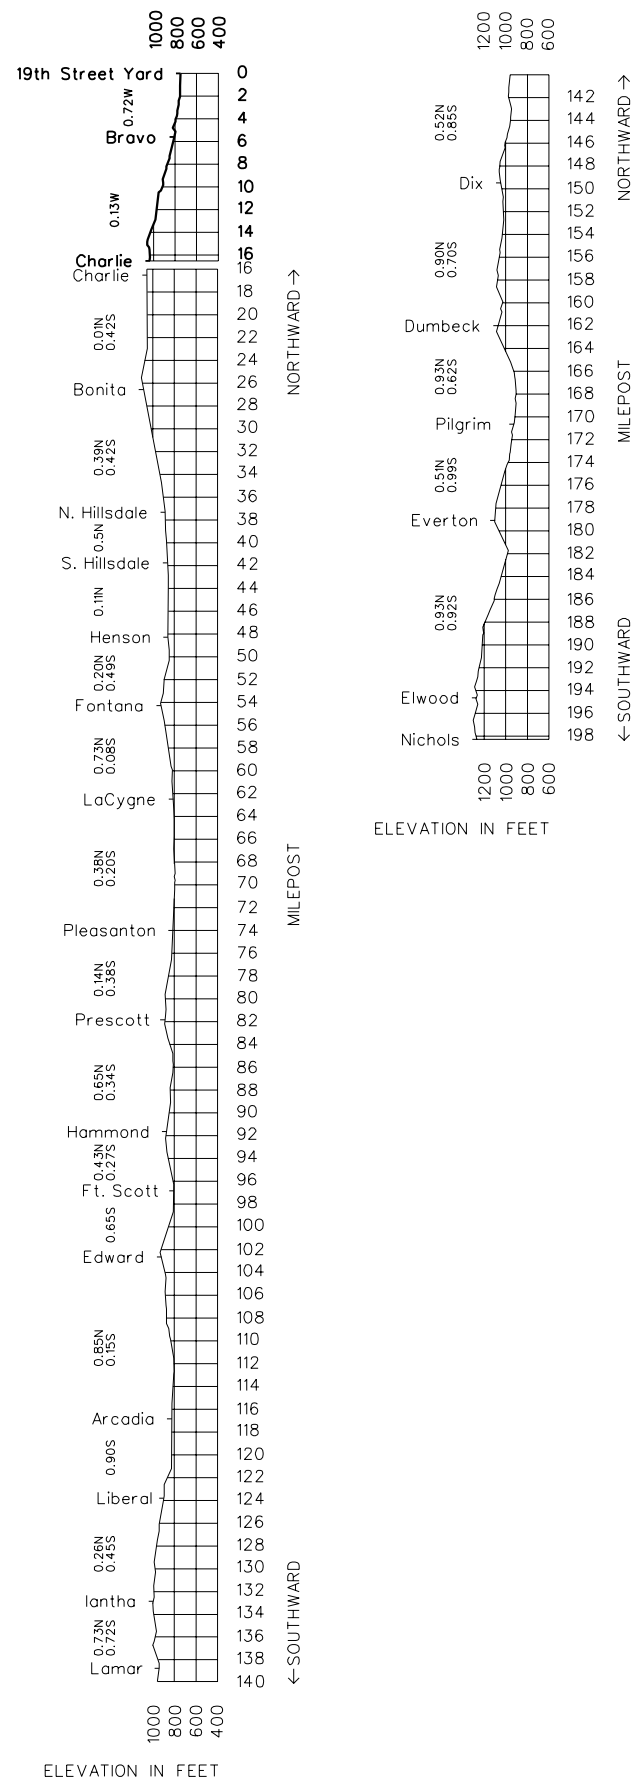 1000 800 600 400
19th Street Yard 0
2
0.72W
4
Bravo 6
8
10
0.13W 12
14
Charlie 16
Charlie 16
18
20
0.01N
0.42S
22
24
26
Bonita
28
30
0.39N
0.42S
32
34
36
N. Hillsdale 38
0.5N
40
S. Hillsdale 42
44
0.11N
46
Henson 48
50
0.20N
0.49S
52
Fontana 54
56
0.73N
0.08S
58
60
62
LaCygne
64
66
0.38N
0.20S
68
70
72
Pleasanton 74
76
0.14N
0.38S
78
80
Prescott 82
84
86
0.65N
0.34S
88
90
Hammond 92
0.43N
0.27S
94
96
Ft. Scott
98
0.65S
100
102
Edward
104
106
108
0.85N
0.15S
110
112
114
116
Arcadia
118
0.90S
120
122
Liberal 124
126
0.26N
0.45S
128
130
132
Iantha
134
0.73N
0.72S
136
138
Lamar
140
1000 800 600 400
ELEVATION IN FEET
NORTHWARD →
MILEPOST
← SOUTHWARD
1200 1000 800 600
142
0.52N
0.85S
144
146
148
Dix 150
152
154
0.90N
0.70S
156
158
160
Dumbeck 162
164
0.93N
0.62S
166
168
170
Pilgrim
172
0.51N
0.99S
174
176
178
Everton
180
182
184
0.93N
0.92S
186
188
190
192
Elwood 194
196
Nichols 198
1200 1000 800 600
ELEVATION IN FEET
NORTHWARD →
MILEPOST
← SOUTHWARD